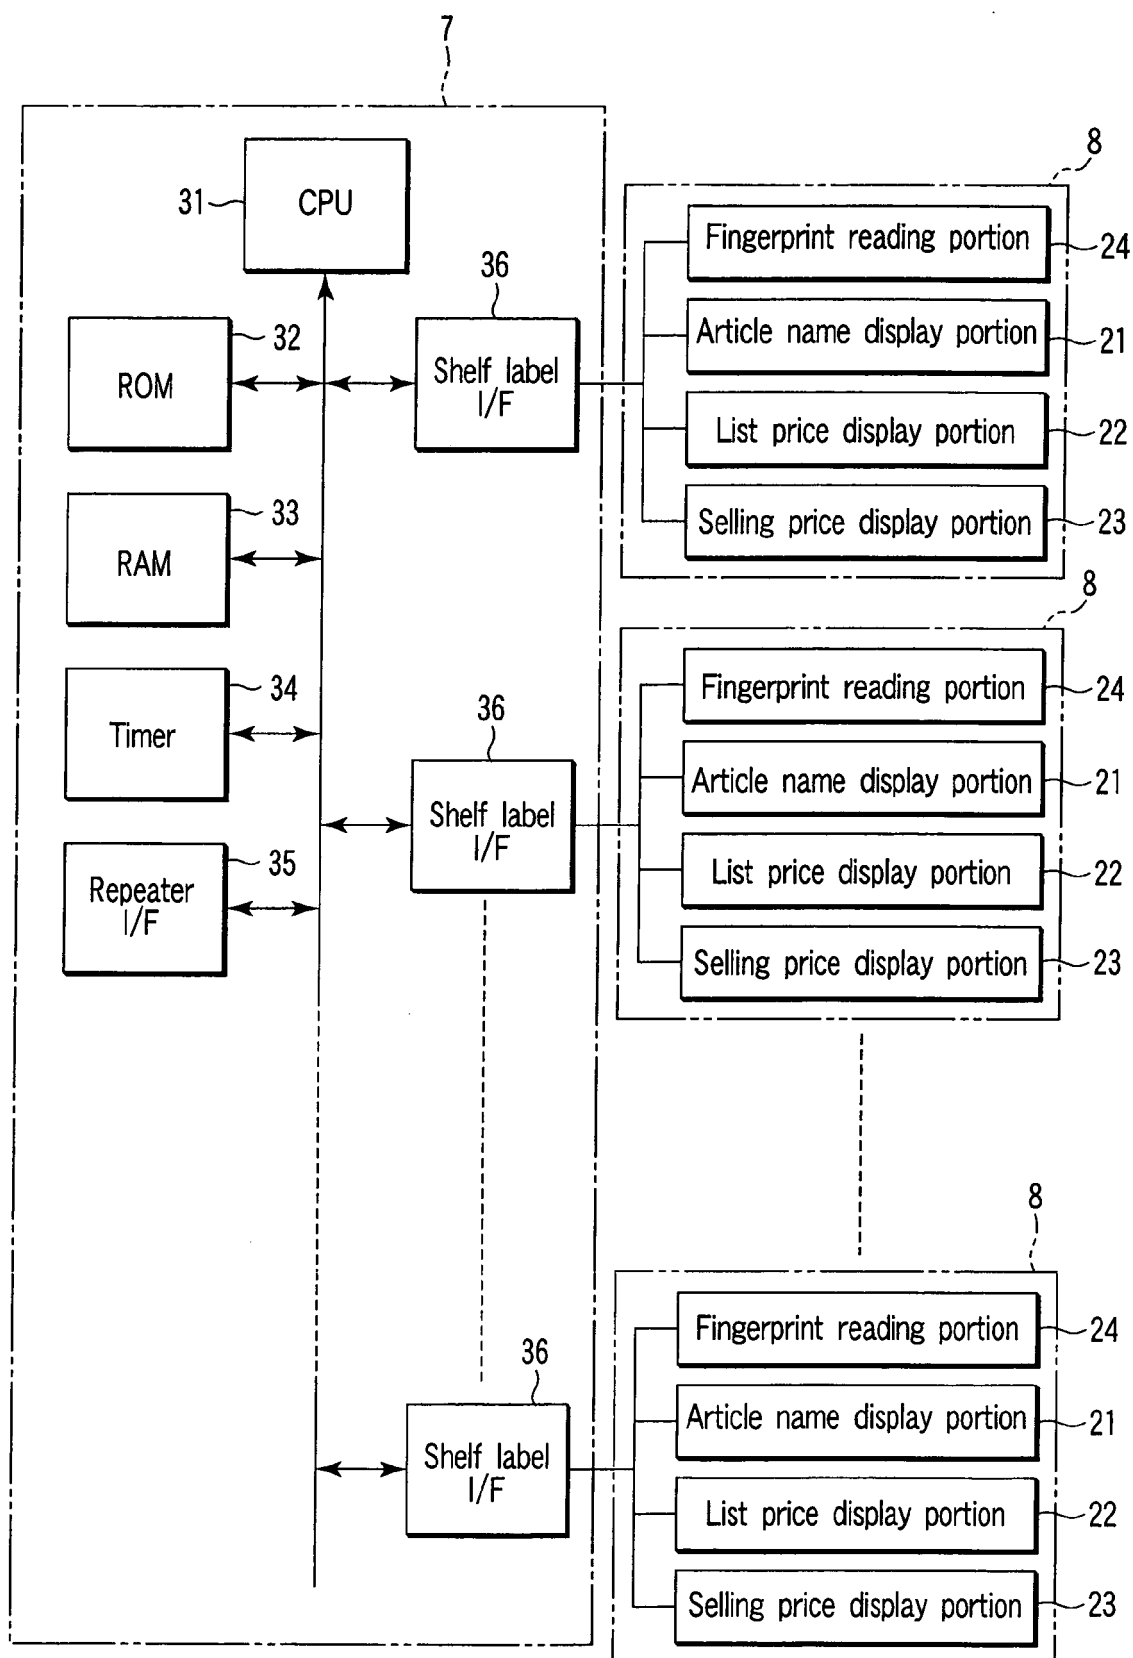 7
CPU
31
8
Fingerprint reading portion
24
36
Article name display portion
21
32
ROM
Shelf label
I/F
List price display portion
22
33
RAM
Selling price display portion
23
8
34
Timer
36
Fingerprint reading portion
24
Article name display portion
21
Shelf label
I/F
35
Repeater
I/F
List price display portion
22
Selling price display portion
23
8
Fingerprint reading portion
24
36
Article name display portion
21
Shelf label
I/F
List price display portion
22
Selling price display portion
23